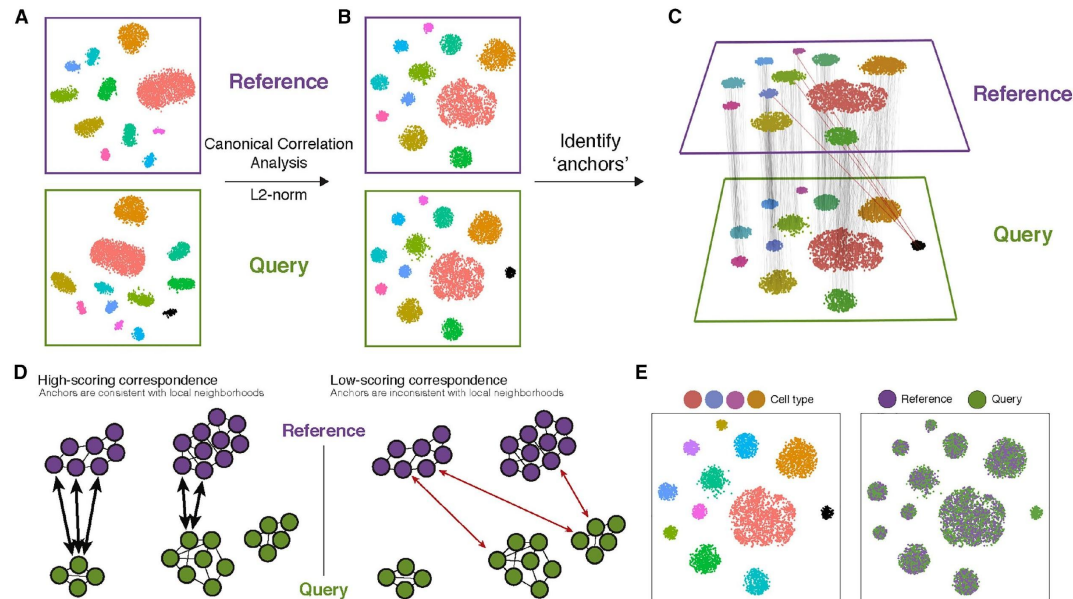 A
B
C
Reference
Canonical Correlation
Analysis
L2-norm
Query
Identify
‘anchors’
Reference
Query
D
High-scoring correspondence
Anchors are consistent with local neighborhoods
Low-scoring correspondence
Anchors are inconsistent with local neighborhoods
Reference
Query
E
Cell type
Reference
Query